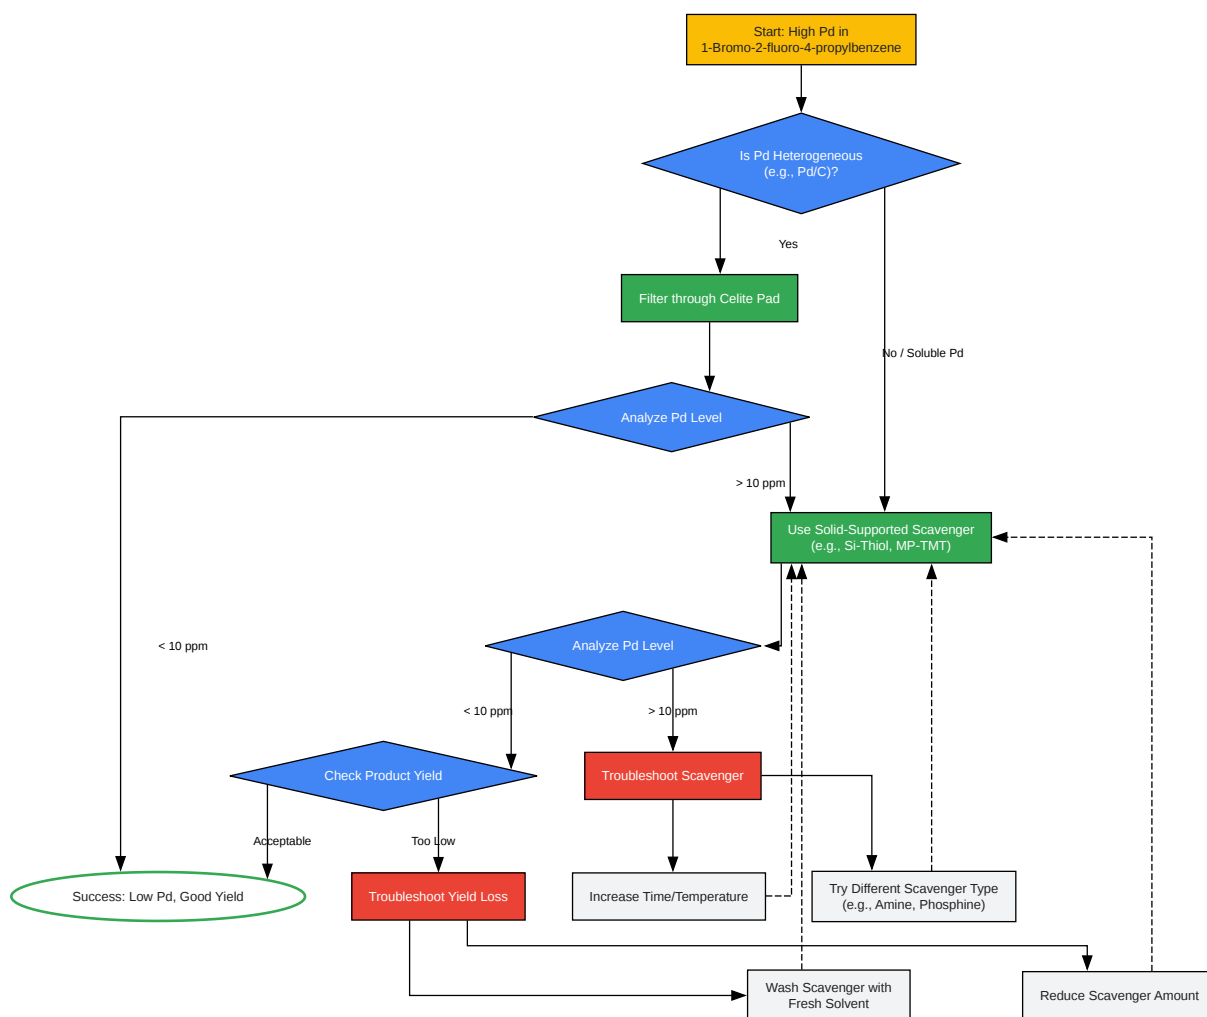 Start: High Pd in
1-Bromo-2-fluoro-4-propylbenzene
Is Pd Heterogeneous
(e.g., Pd/C)?
Yes
Filter through Celite Pad
No / Soluble Pd
Analyze Pd Level
> 10 ppm
Use Solid-Supported Scavenger
(e.g., Si-Thiol, MP-TMT)
< 10 ppm
Analyze Pd Level
< 10 ppm
> 10 ppm
Check Product Yield
Troubleshoot Scavenger
Acceptable
Too Low
Success: Low Pd, Good Yield
Troubleshoot Yield Loss
Increase Time/Temperature
Try Different Scavenger Type
(e.g., Amine, Phosphine)
Wash Scavenger with
Fresh Solvent
Reduce Scavenger Amount